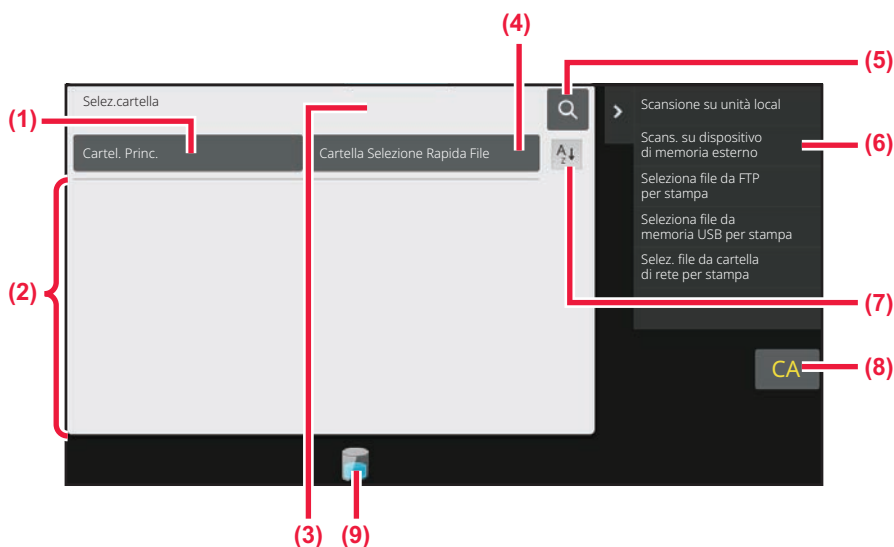 (4)
(5)
Selez.cartella
Scansione su unità local
(1)
Cartel. Princ.
Cartella Selezione Rapida File
A
Z
Scans. su dispositivo
di memoria esterno
(6)
Seleziona file da FTP
per stampa
Seleziona file da
memoria USB per stampa
Selez. file da cartella
di rete per stampa
(2)
(7)
CA
(8)
(3)
(9)